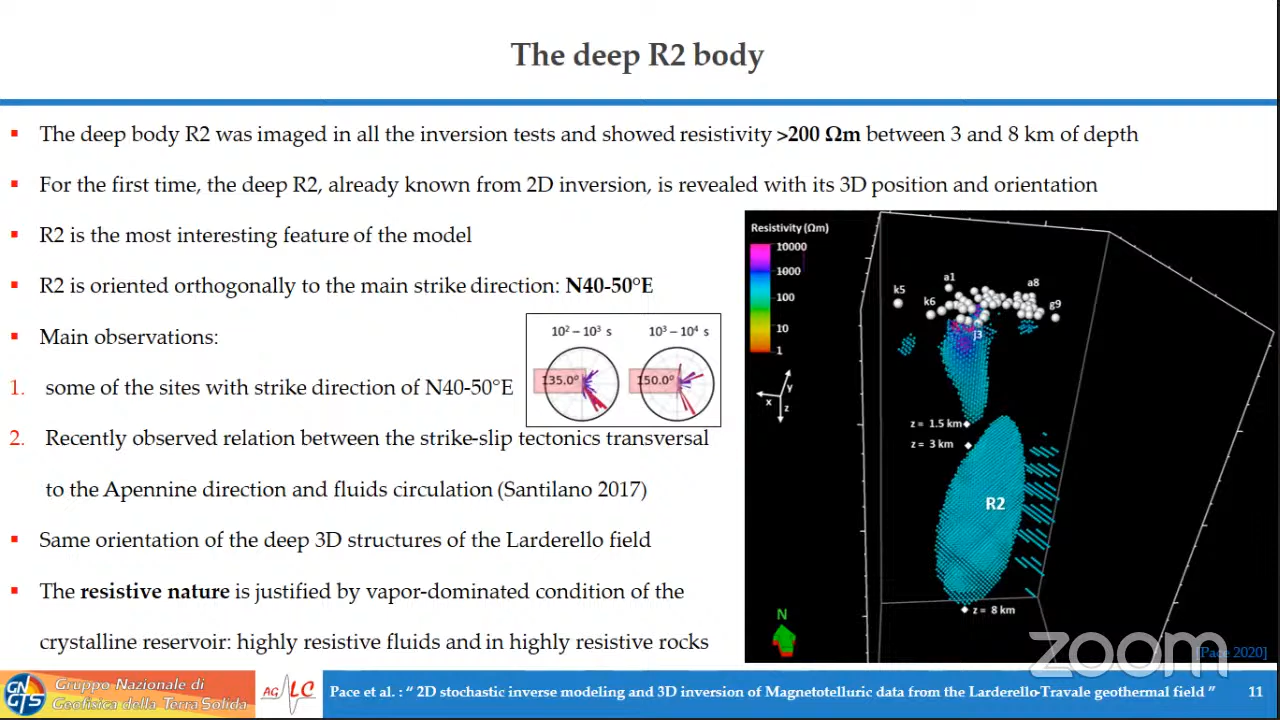 The deep R2 body
▪ The deep body R2 was imaged in all the inversion tests and showed resistivity >200 Ωm between 3 and 8 km of depth
▪ For the first time, the deep R2, already known from 2D inversion, is revealed with its 3D position and orientation
▪ R2 is the most interesting feature of the model
▪ R2 is oriented orthogonally to the main strike direction: N40-50°E
▪ Main observations:
1. some of the sites with strike direction of N40-50°E
2. Recently observed relation between the strike-slip tectonics transversal
to the Apennine direction and fluids circulation (Santilano 2017)
▪ Same orientation of the deep 3D structures of the Larderello field
▪ The resistive nature is justified by vapor-dominated condition of the
crystalline reservoir: highly resistive fluids and in highly resistive rocks
10² – 10³ s
10³ – 10⁴ s
135.0°
150.0°
Resistivity (Ωm)
10000
1000
100
10
1
k5
a1
k6
a8
g9
j3
y
x
z
z = 1.5 km
z = 3 km
R2
z = 8 km
N
[Pace 2020]
zoom
GNGTS
Gruppo Nazionale di
Geofisica della Terra Solida
Pace et al. : “ 2D stochastic inverse modeling and 3D inversion of Magnetotelluric data from the Larderello-Travale geothermal field ”
11